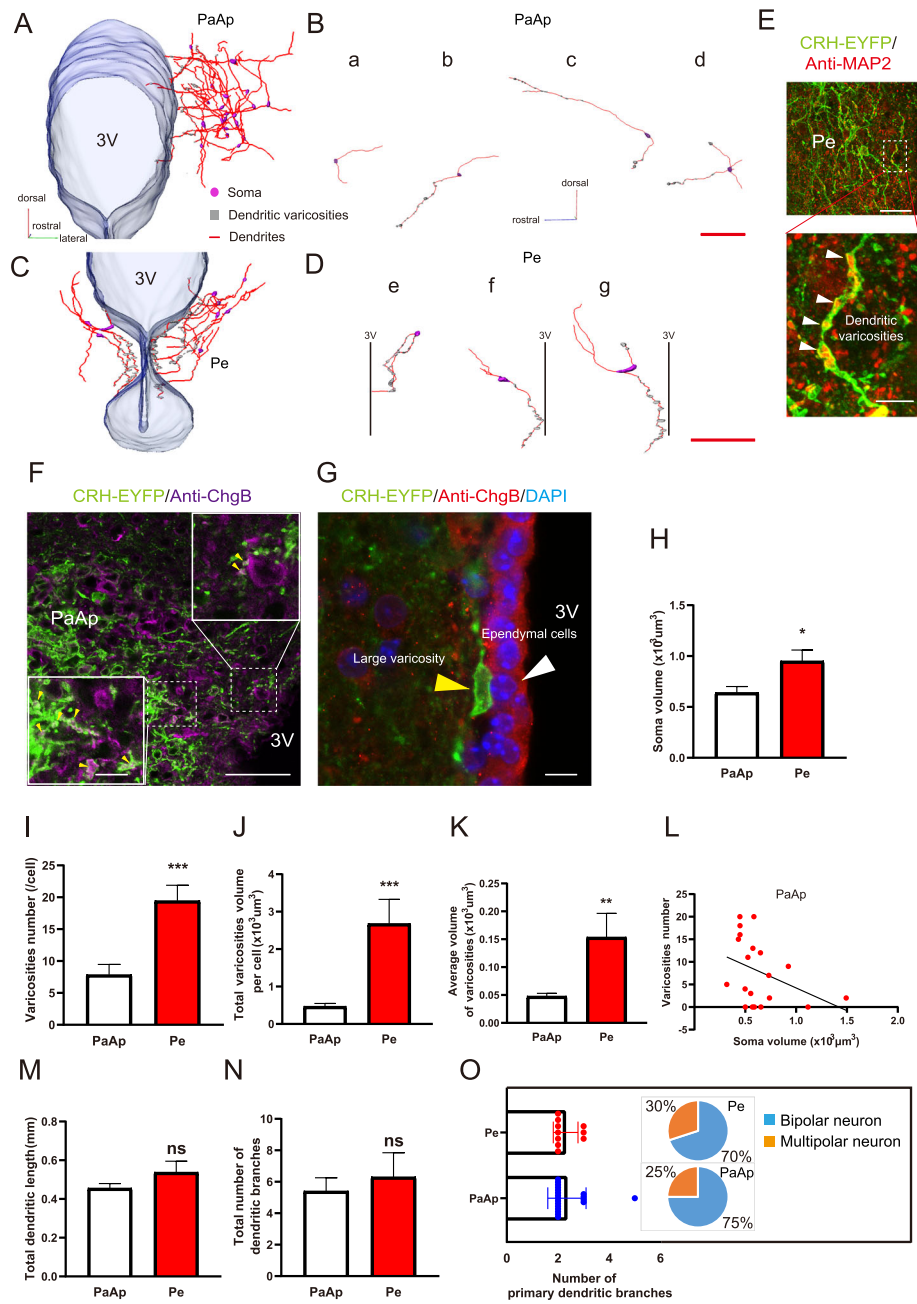 A
PaAp
3V
dorsal
rostral
lateral
Soma
Dendritic varicosities
Dendrites
B
PaAp
a
b
c
d
dorsal
rostral
C
3V
Pe
D
Pe
e
f
g
3V
3V
3V
E
CRH-EYFP/
Anti-MAP2
Pe
Dendritic
varicosities
F
CRH-EYFP/Anti-ChgB
PaAp
3V
G
CRH-EYFP/Anti-ChgB/DAPI
3V
Ependymal cells
Large varicosity
H
Soma volume (x10³um³)
1.5
1.0
0.5
0.0
*
PaAp
Pe
I
Varicosities number (/cell)
25
20
15
10
5
0
***
PaAp
Pe
J
Total varicosities volume
per cell (x10³um³)
4
3
2
1
0
***
PaAp
Pe
K
Average volume
of varicosities (x10³um³)
0.20
0.15
0.10
0.05
0.00
**
PaAp
Pe
L
PaAp
Varicosities number
25
20
15
10
5
0
5
0.5
1.0
1.5
2.0
Soma volume (x10³µm³)
M
Total dendritic length(mm)
0.8
0.6
0.4
0.2
0.0
ns
PaAp
Pe
N
Total number of
dendritic branches
10
8
6
4
2
0
ns
PaAp
Pe
O
Pe
PaAp
30%
Pe
70%
25%
PaAp
75%
Bipolar neuron
Multipolar neuron
0
2
4
6
Number of
primary dendritic branches